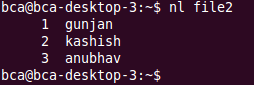 bca@bca-desktop-3:~$ nl file2
1 gunjan
2 kashish
3 anubhav
bca@bca-desktop-3:~$